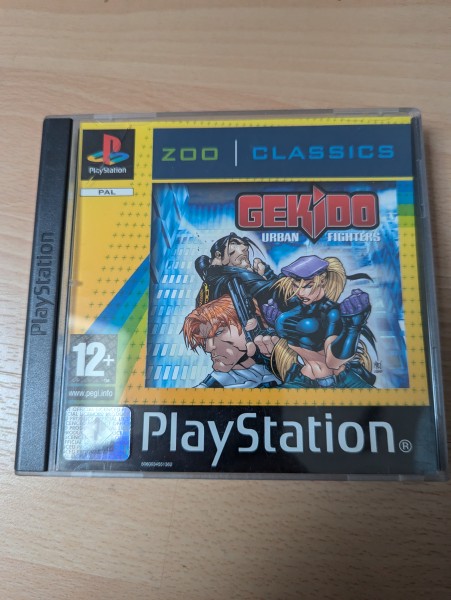 PlayStation
PlayStation
PAL
ZOO | CLASSICS
GEKIDO
URBAN FIGHTERS
12+
www.pegi.info
PlayStation®